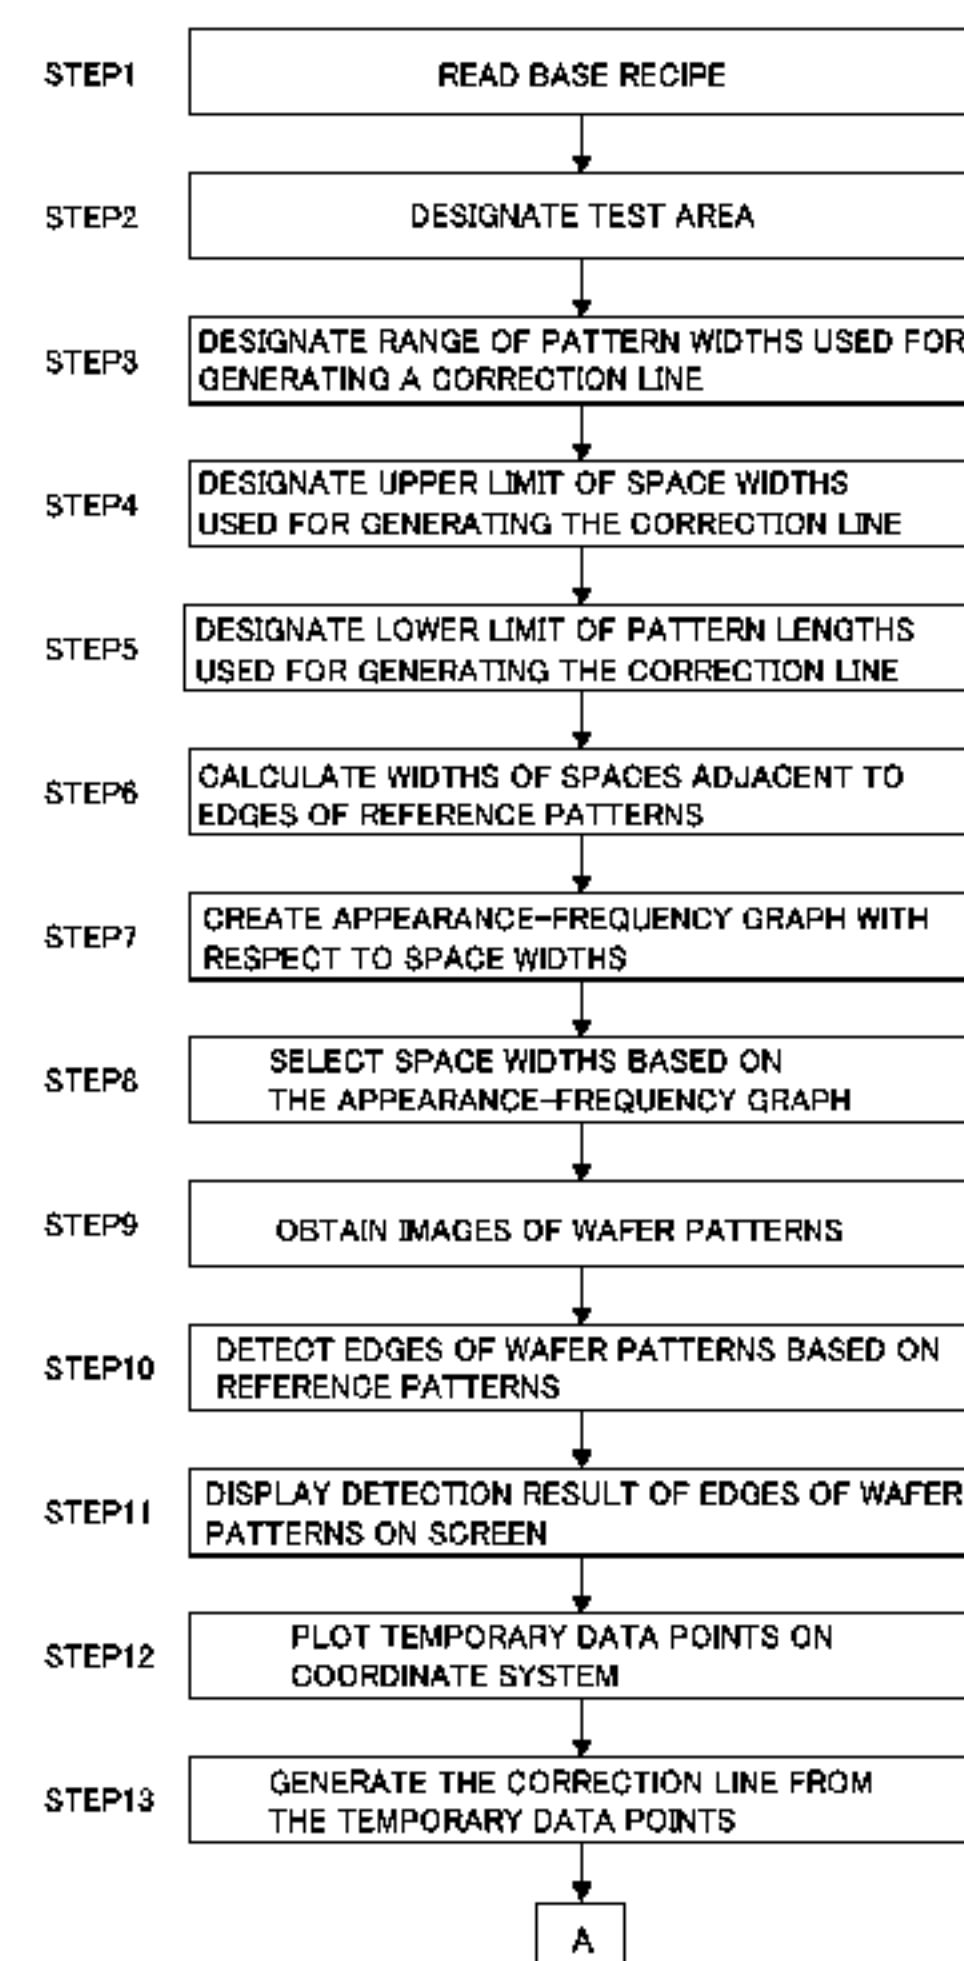 STEP1
READ BASE RECIPE
STEP2
DESIGNATE TEST AREA
STEP3
DESIGNATE RANGE OF PATTERN WIDTHS USED FOR
GENERATING A CORRECTION LINE
STEP4
DESIGNATE UPPER LIMIT OF SPACE WIDTHS
USED FOR GENERATING THE CORRECTION LINE
STEP5
DESIGNATE LOWER LIMIT OF PATTERN LENGTHS
USED FOR GENERATING THE CORRECTION LINE
STEP6
CALCULATE WIDTHS OF SPACES ADJACENT TO
EDGES OF REFERENCE PATTERNS
STEP7
CREATE APPEARANCE-FREQUENCY GRAPH WITH
RESPECT TO SPACE WIDTHS
STEP8
SELECT SPACE WIDTHS BASED ON
THE APPEARANCE-FREQUENCY GRAPH
STEP9
OBTAIN IMAGES OF WAFER PATTERNS
STEP10
DETECT EDGES OF WAFER PATTERNS BASED ON
REFERENCE PATTERNS
STEP11
DISPLAY DETECTION RESULT OF EDGES OF WAFER
PATTERNS ON SCREEN
STEP12
PLOT TEMPORARY DATA POINTS ON
COORDINATE SYSTEM
STEP13
GENERATE THE CORRECTION LINE FROM
THE TEMPORARY DATA POINTS
A